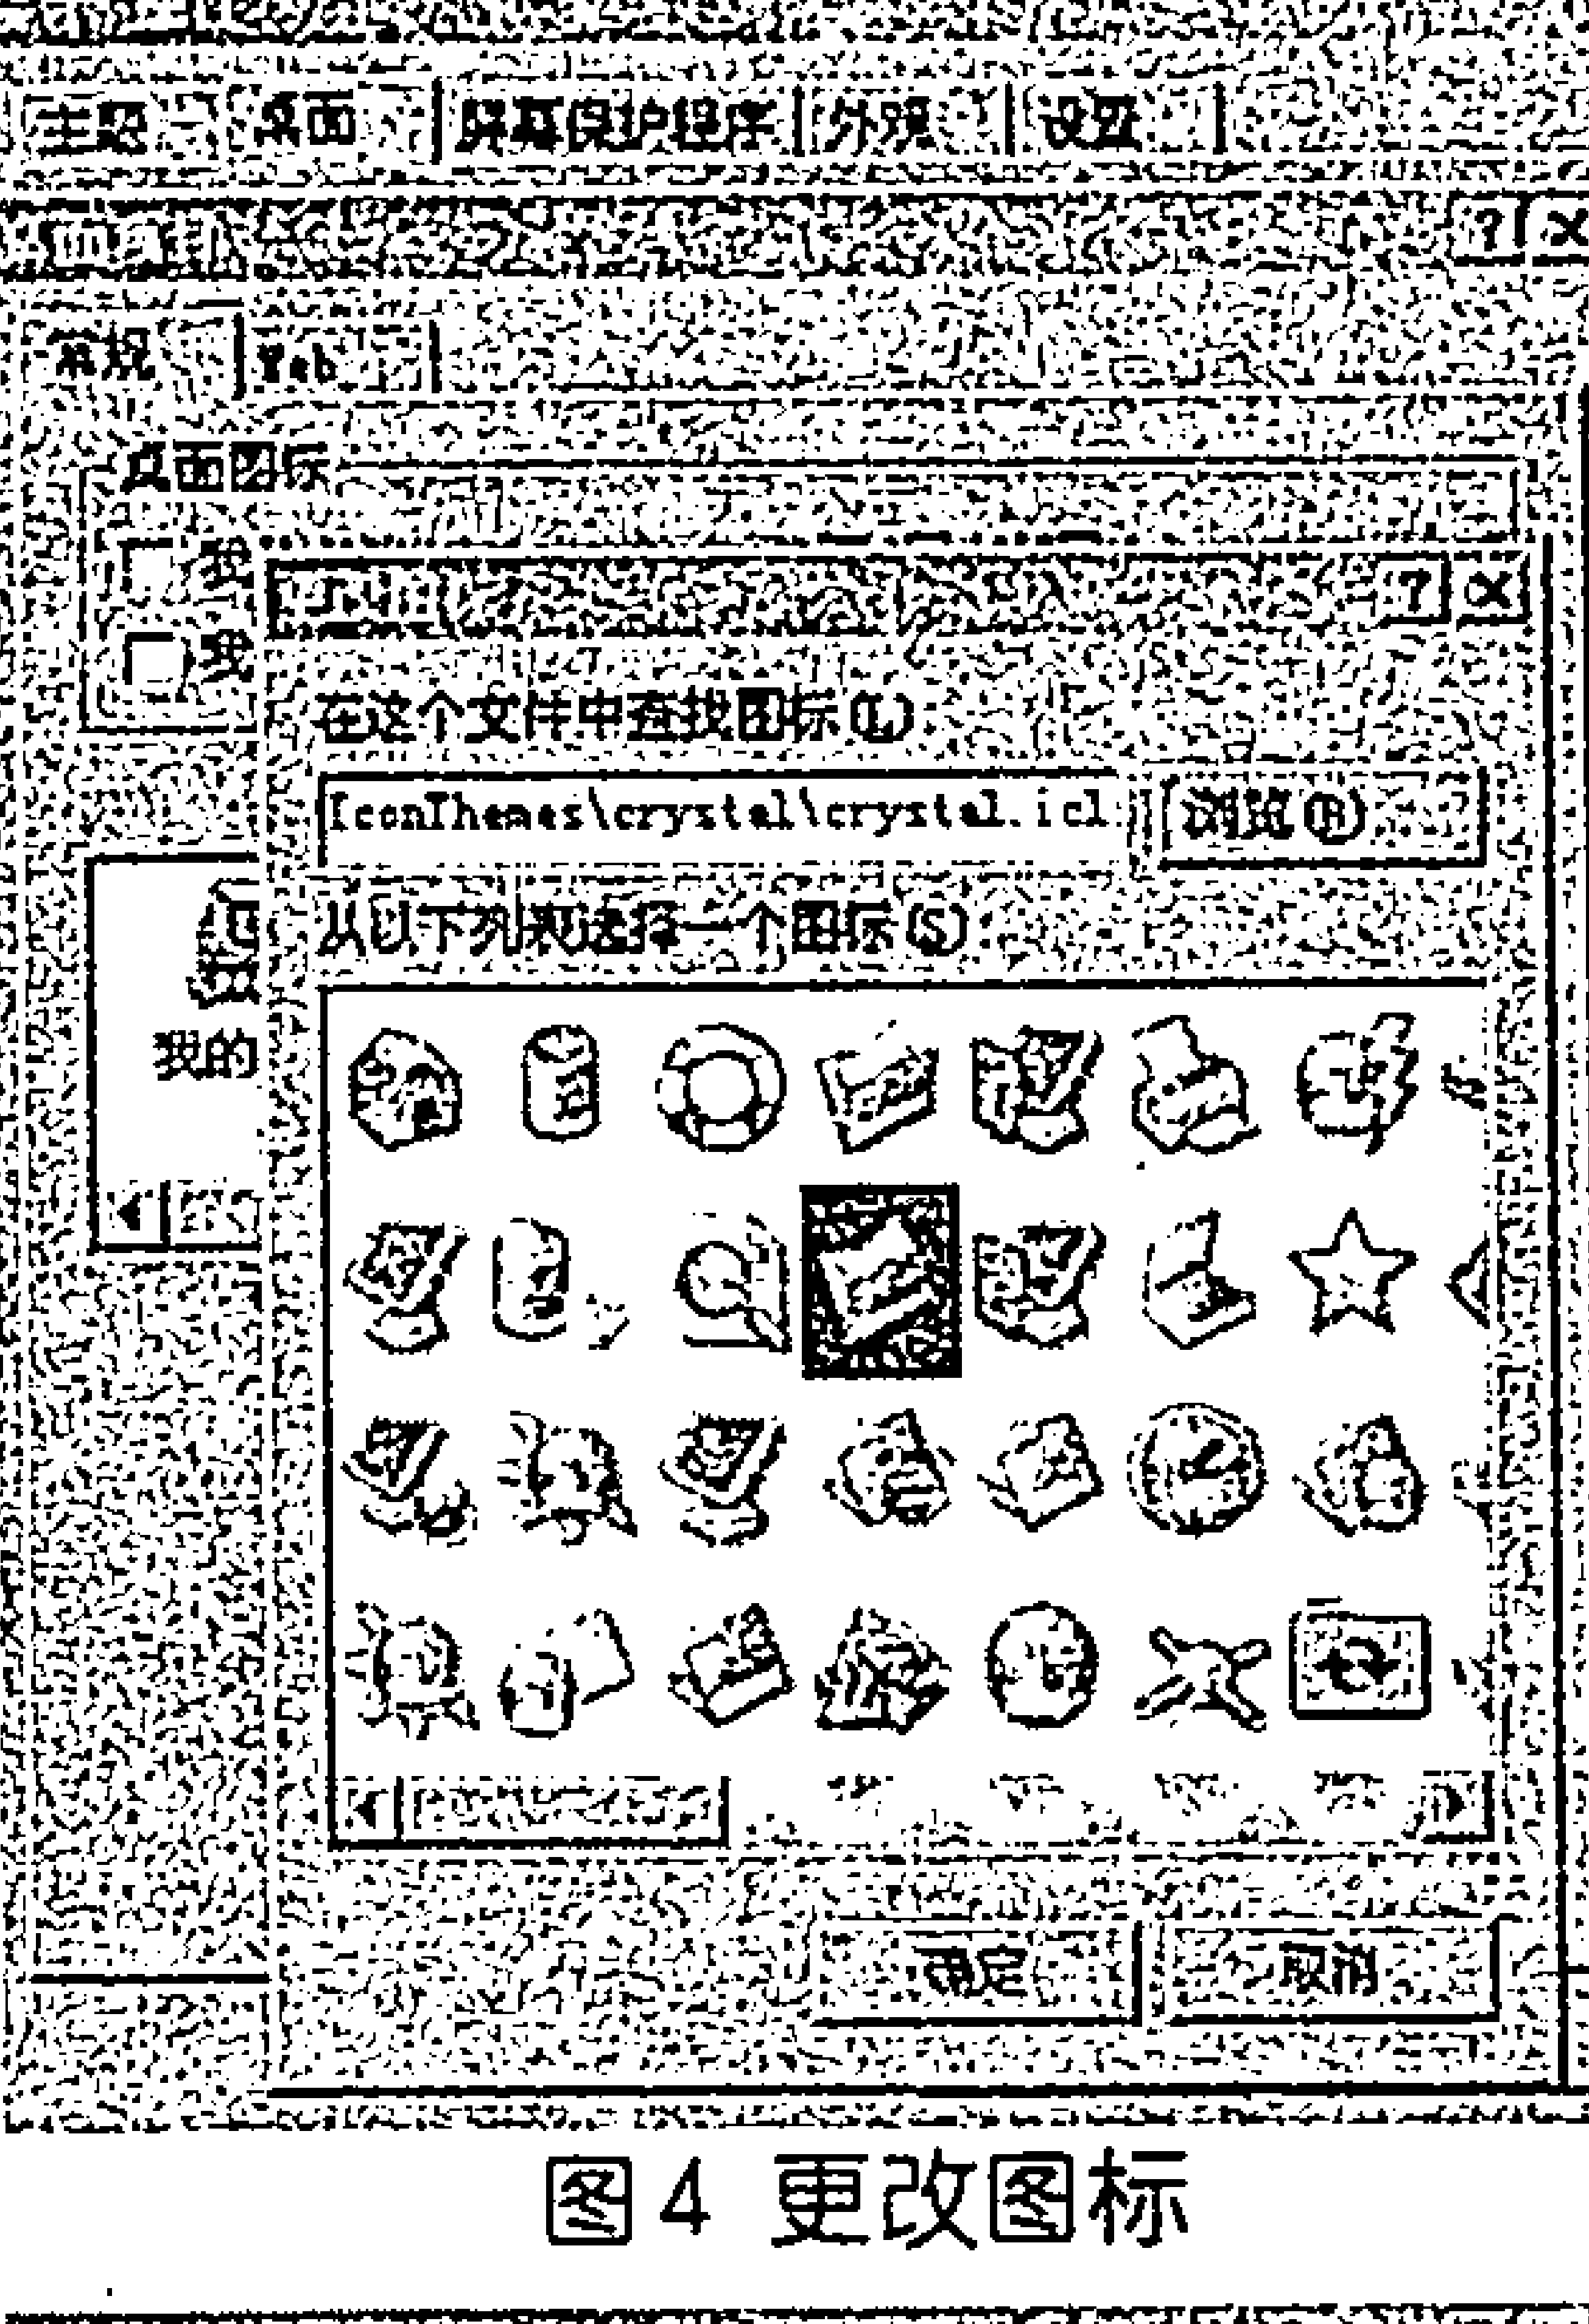 主题 桌面 屏幕保护程序 外观 设置
常规 Web
桌面图标
我
我
在这个文件中查找图标(L)
IconThemes\crystal\crystal.icl 浏览(B)
从以下列表选择一个图标(S)
我的
确定 取消
图4 更改图标